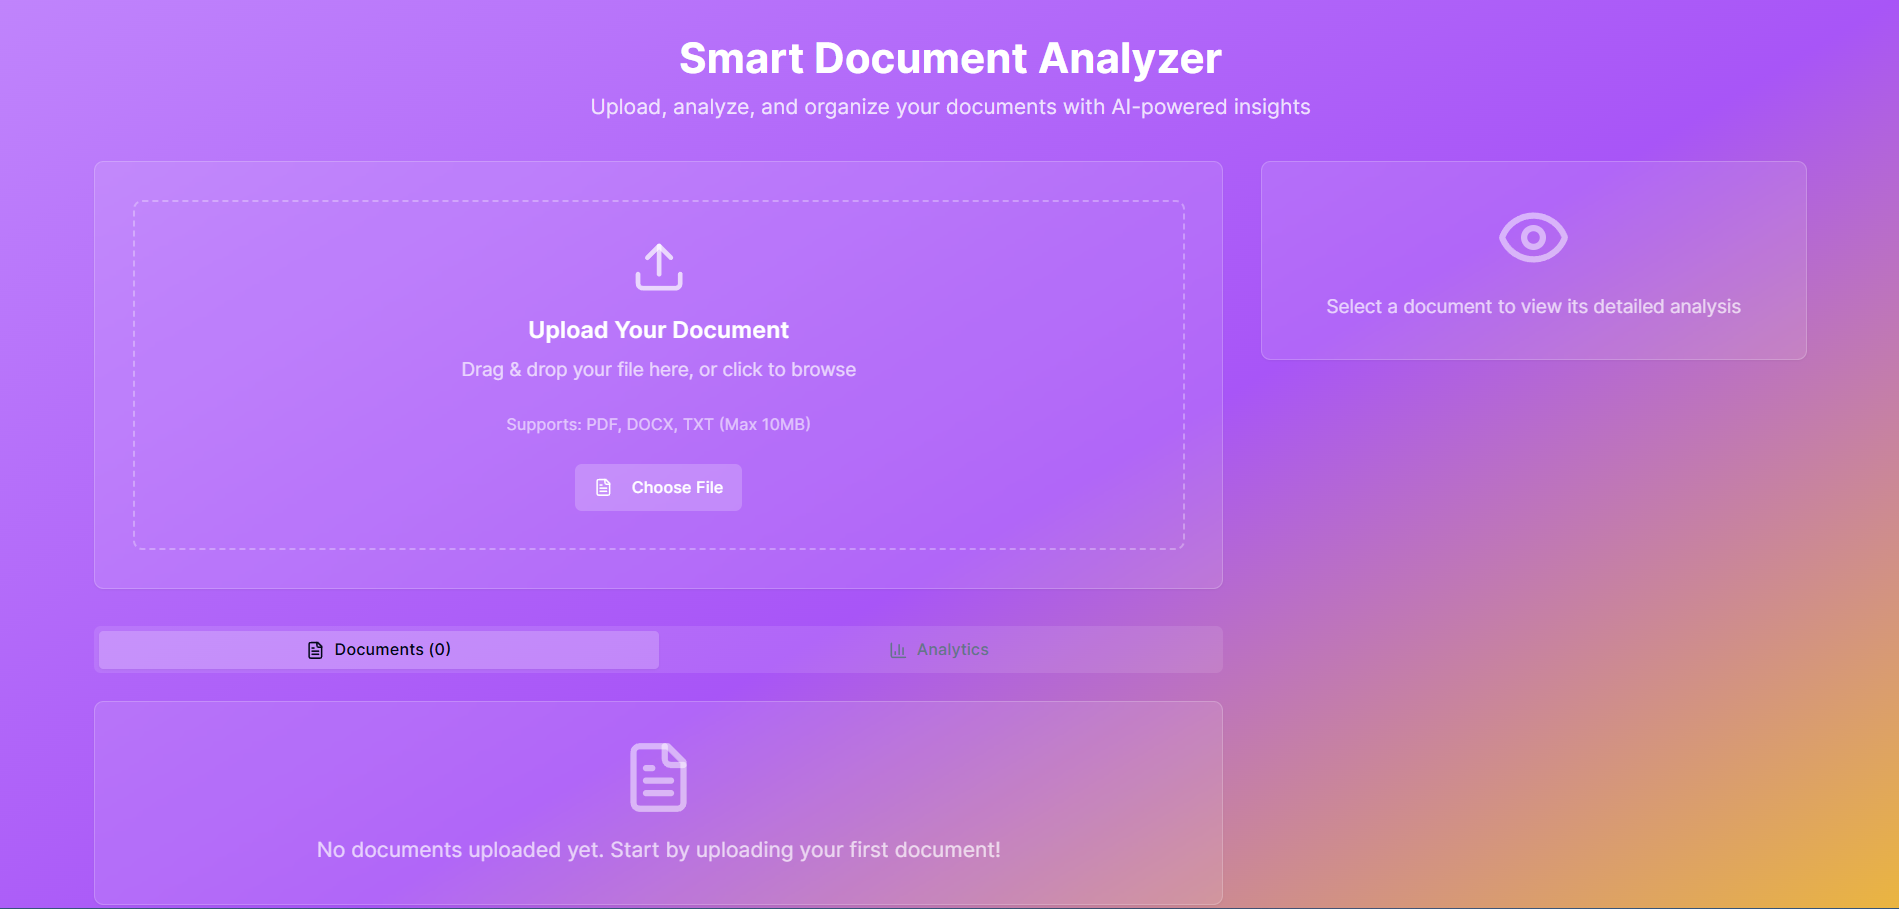 Smart Document Analyzer
Upload, analyze, and organize your documents with AI-powered insights
Upload Your Document
Drag & drop your file here, or click to browse
Supports: PDF, DOCX, TXT (Max 10MB)
Choose File
Select a document to view its detailed analysis
Documents (0)
Analytics
No documents uploaded yet. Start by uploading your first document!